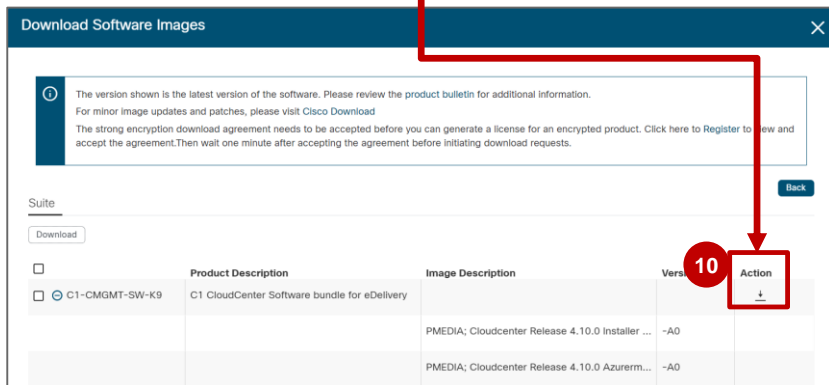 Download Software Images
The version shown is the latest version of the software. Please review the product bulletin for additional information.
For minor image updates and patches, please visit Cisco Download
The strong encryption download agreement needs to be accepted before you can generate a license for an encrypted product. Click here to Register to view and
accept the agreement.Then wait one minute after accepting the agreement before initiating download requests.
Back
Suite
Download
Product Description Image Description Versi 10 Action
C1-CMGMT-SW-K9 C1 CloudCenter Software bundle for eDelivery
PMEDIA; Cloudcenter Release 4.10.0 Installer ... -A0
PMEDIA; Cloudcenter Release 4.10.0 Azurerm... -A0